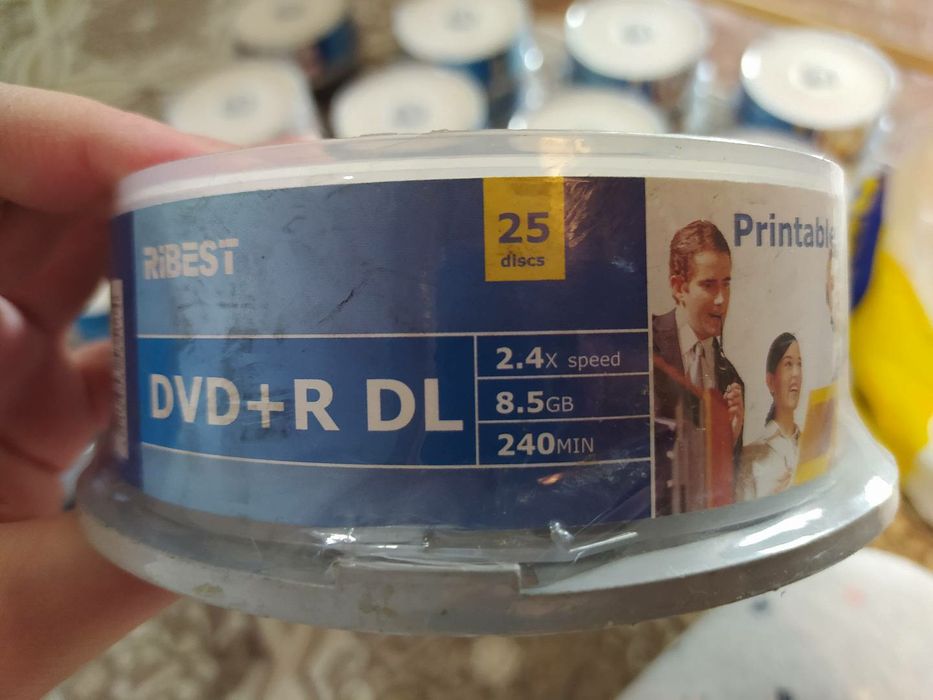 RiBEST
25
discs
Printable
DVD+R DL
2.4X speed
8.5GB
240MIN